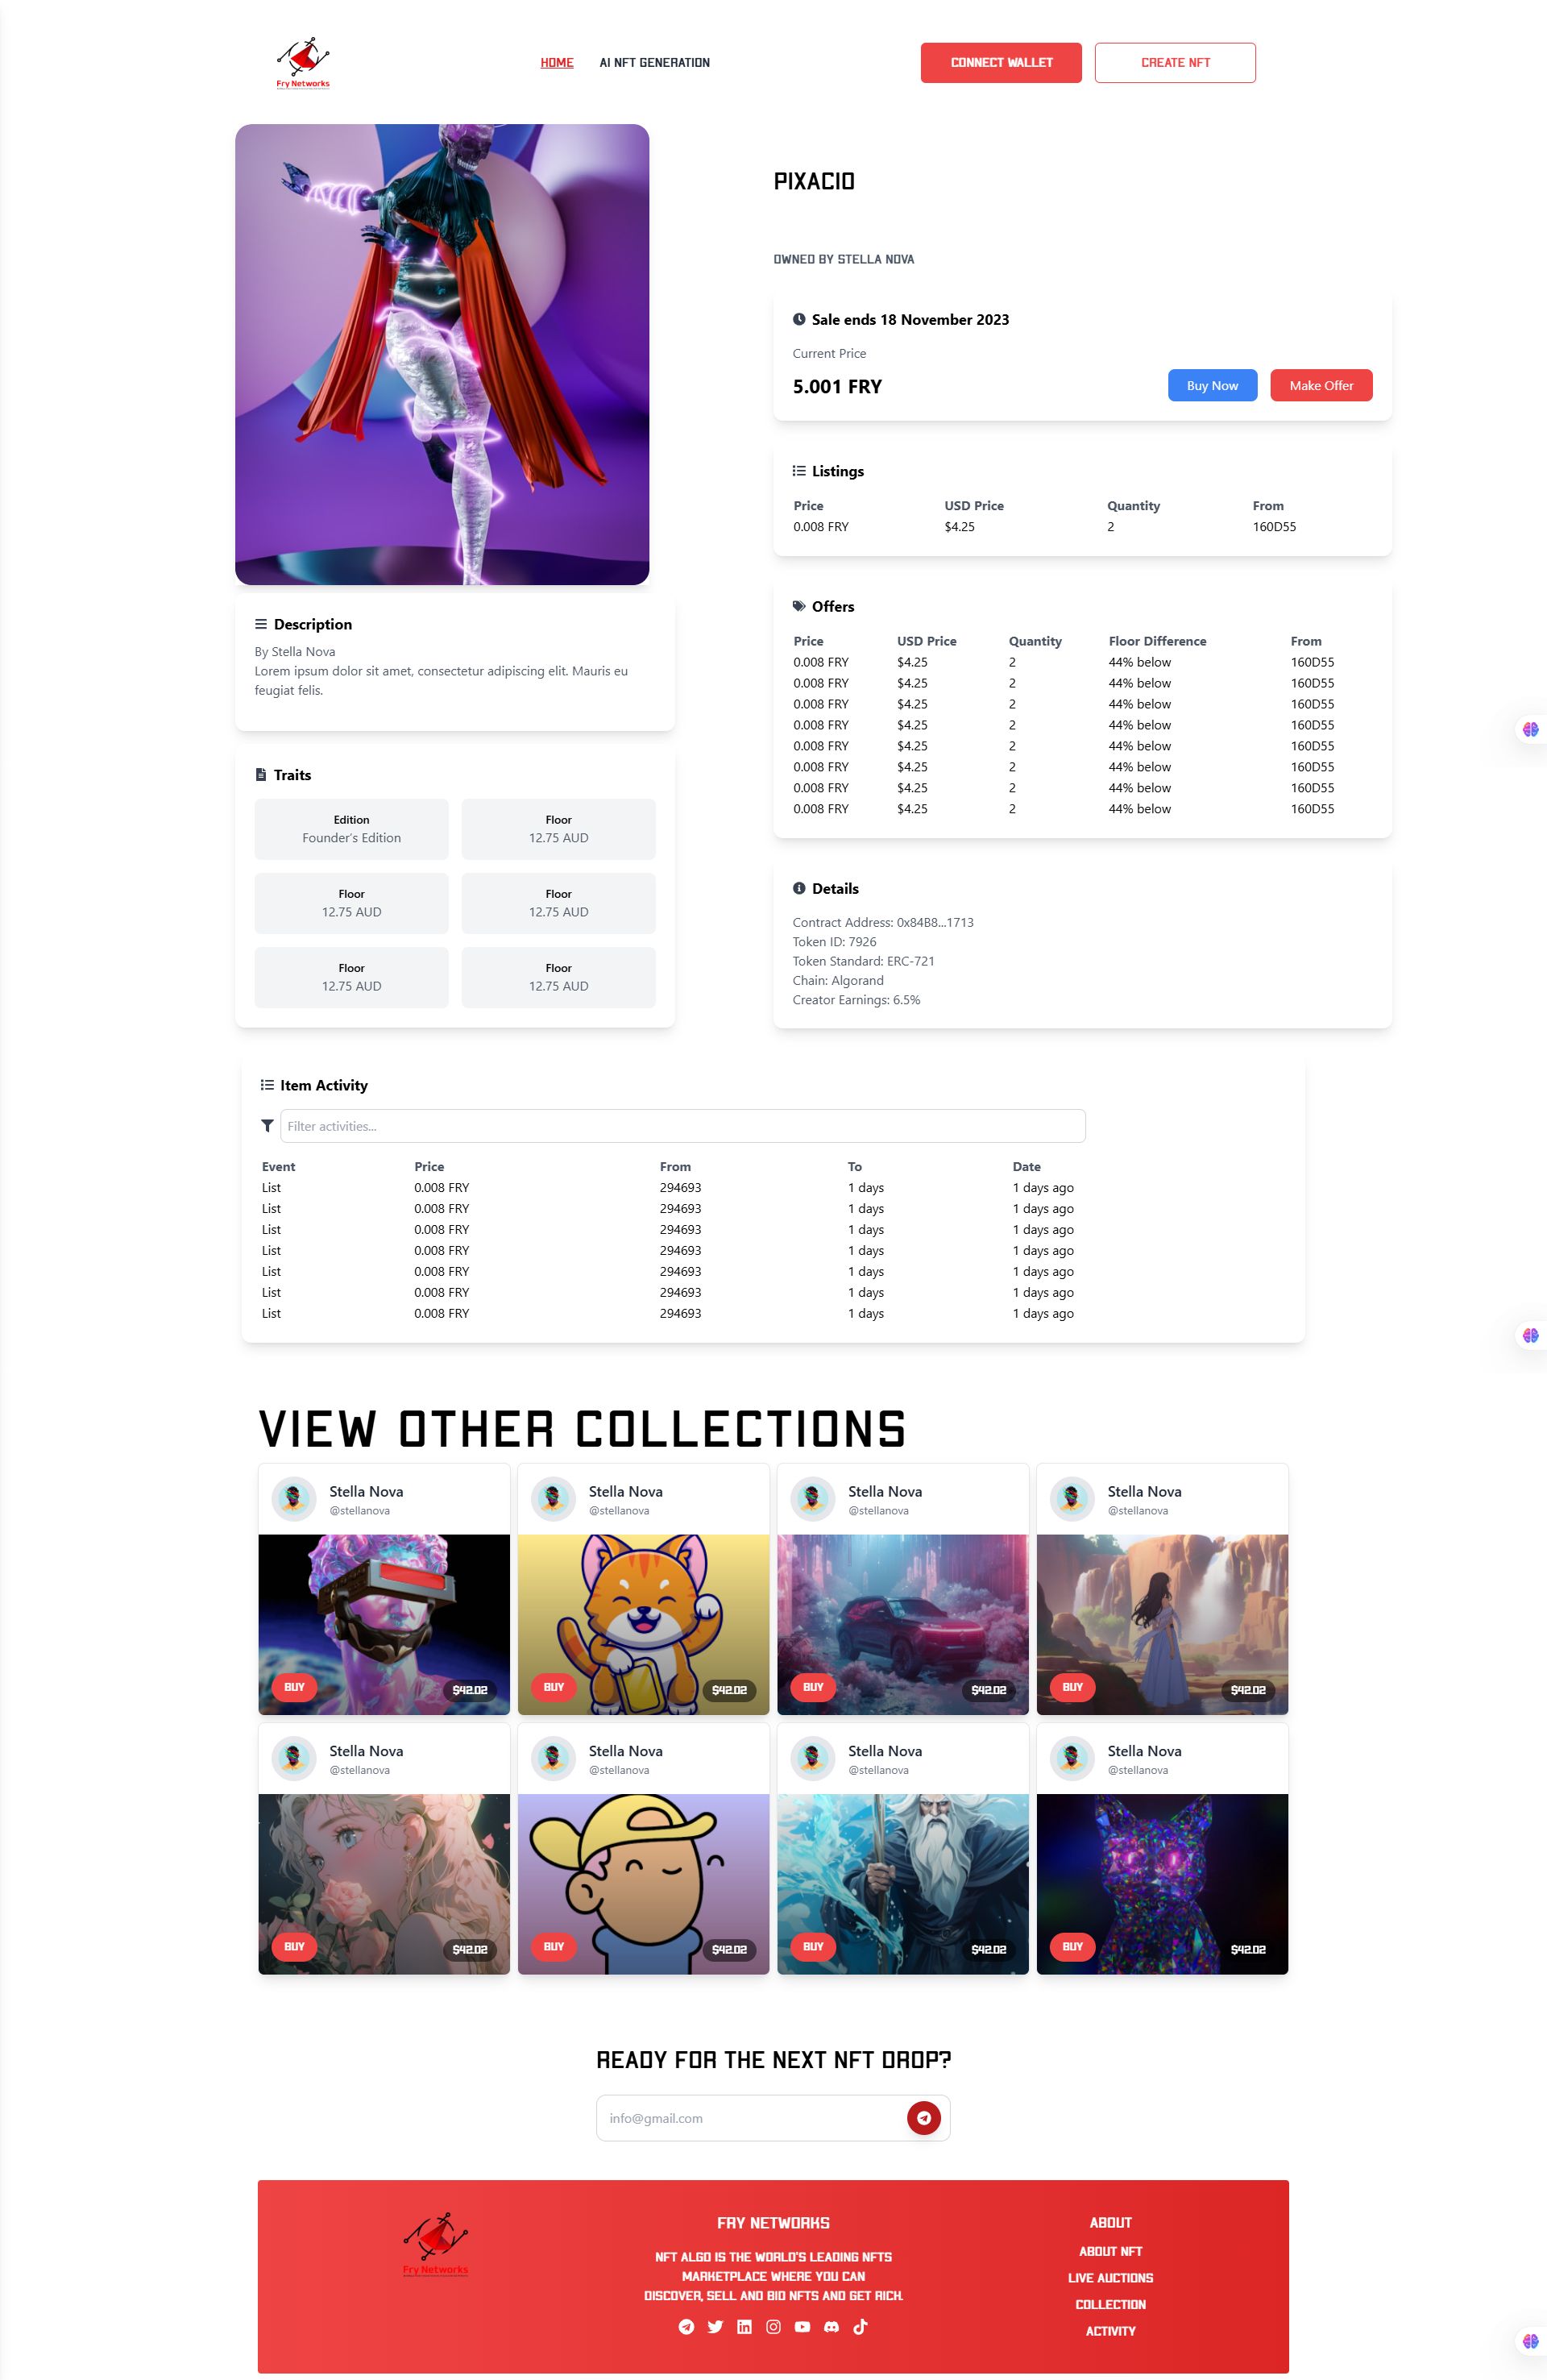 Fry Networks
HOME
AI NFT GENERATION
CONNECT WALLET
CREATE NFT
PIXACIO
OWNED BY STELLA NOVA
Sale ends 18 November 2023
Current Price
5.001 FRY
Buy Now
Make Offer
Listings
Price USD Price Quantity From
0.008 FRY $4.25 2 160D55
Offers
Price USD Price Quantity Floor Difference From
0.008 FRY $4.25 2 44% below 160D55
0.008 FRY $4.25 2 44% below 160D55
0.008 FRY $4.25 2 44% below 160D55
0.008 FRY $4.25 2 44% below 160D55
0.008 FRY $4.25 2 44% below 160D55
0.008 FRY $4.25 2 44% below 160D55
0.008 FRY $4.25 2 44% below 160D55
0.008 FRY $4.25 2 44% below 160D55
Details
Contract Address: 0x84B8...1713
Token ID: 7926
Token Standard: ERC-721
Chain: Algorand
Creator Earnings: 6.5%
Description
By Stella Nova
Lorem ipsum dolor sit amet, consectetur adipiscing elit. Mauris eu
feugiat felis.
Traits
Edition
Founder's Edition
Floor
12.75 AUD
Floor
12.75 AUD
Floor
12.75 AUD
Floor
12.75 AUD
Floor
12.75 AUD
Item Activity
Filter activities...
Event Price From To Date
List 0.008 FRY 294693 1 days 1 days ago
List 0.008 FRY 294693 1 days 1 days ago
List 0.008 FRY 294693 1 days 1 days ago
List 0.008 FRY 294693 1 days 1 days ago
List 0.008 FRY 294693 1 days 1 days ago
List 0.008 FRY 294693 1 days 1 days ago
List 0.008 FRY 294693 1 days 1 days ago
VIEW OTHER COLLECTIONS
Stella Nova
@stellanova
BUY
$42.02
Stella Nova
@stellanova
BUY
$42.02
Stella Nova
@stellanova
BUY
$42.02
Stella Nova
@stellanova
BUY
$42.02
Stella Nova
@stellanova
BUY
$42.02
Stella Nova
@stellanova
BUY
$42.02
Stella Nova
@stellanova
BUY
$42.02
Stella Nova
@stellanova
BUY
$42.02
READY FOR THE NEXT NFT DROP?
info@gmail.com
Fry Networks
FRY NETWORKS
NFT ALGO IS THE WORLD'S LEADING NFTS
MARKETPLACE WHERE YOU CAN
DISCOVER, SELL AND BID NFTS AND GET RICH.
ABOUT
ABOUT NFT
LIVE AUCTIONS
COLLECTION
ACTIVITY